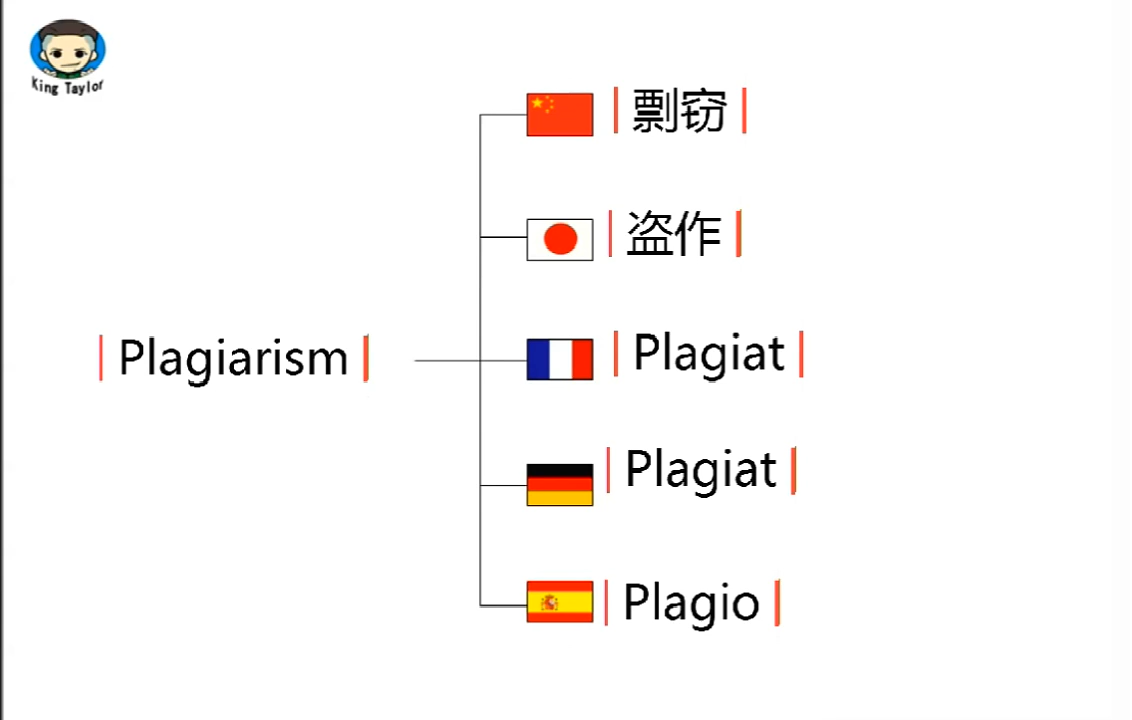 King Taylor
剽窃
盗作
Plagiarism
Plagiat
Plagiat
Plagio